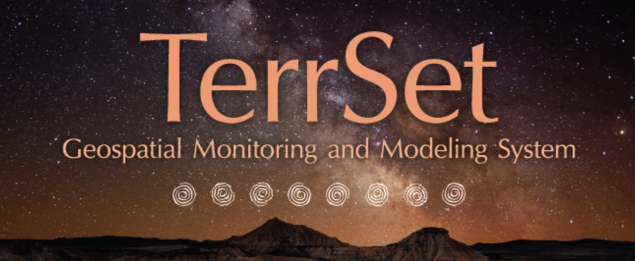 TerrSet
Geospatial Monitoring and Modeling System